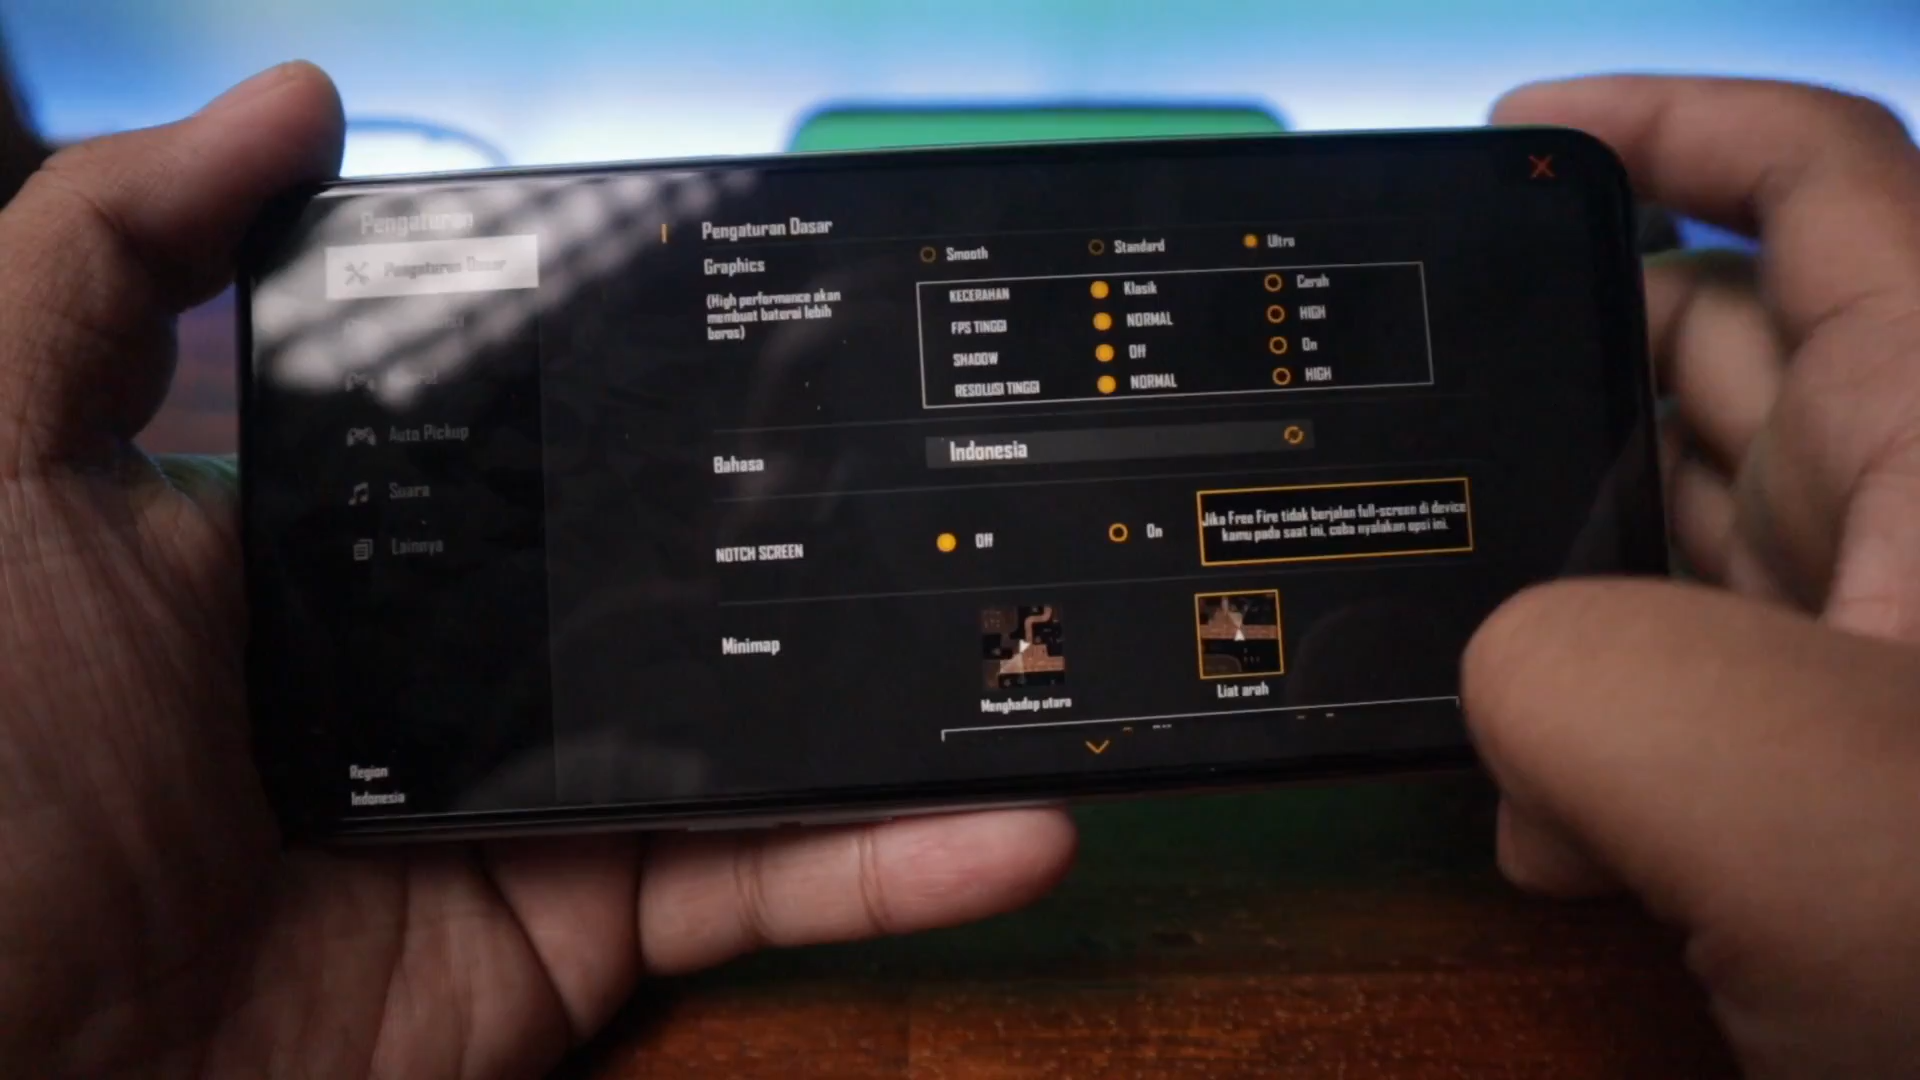 Pengaturan
Pengaturan Dasar
Auto Pickup
Suara
Lainnya
Region
Indonesia
Pengaturan Dasar
Graphics
(High performance akan
membuat baterai lebih
boros)
Smooth Standard Ultra
KECERAHAN Klasik Cerah
FPS TINGGI NORMAL HIGH
SHADOW Off On
RESOLUSI TINGGI NORMAL HIGH
Bahasa Indonesia
NOTCH SCREEN Off On
Jika Free Fire tidak berjalan full-screen di device
kamu pada saat ini, coba nyalakan opsi ini.
Minimap
Menghadap utara
Liat arah